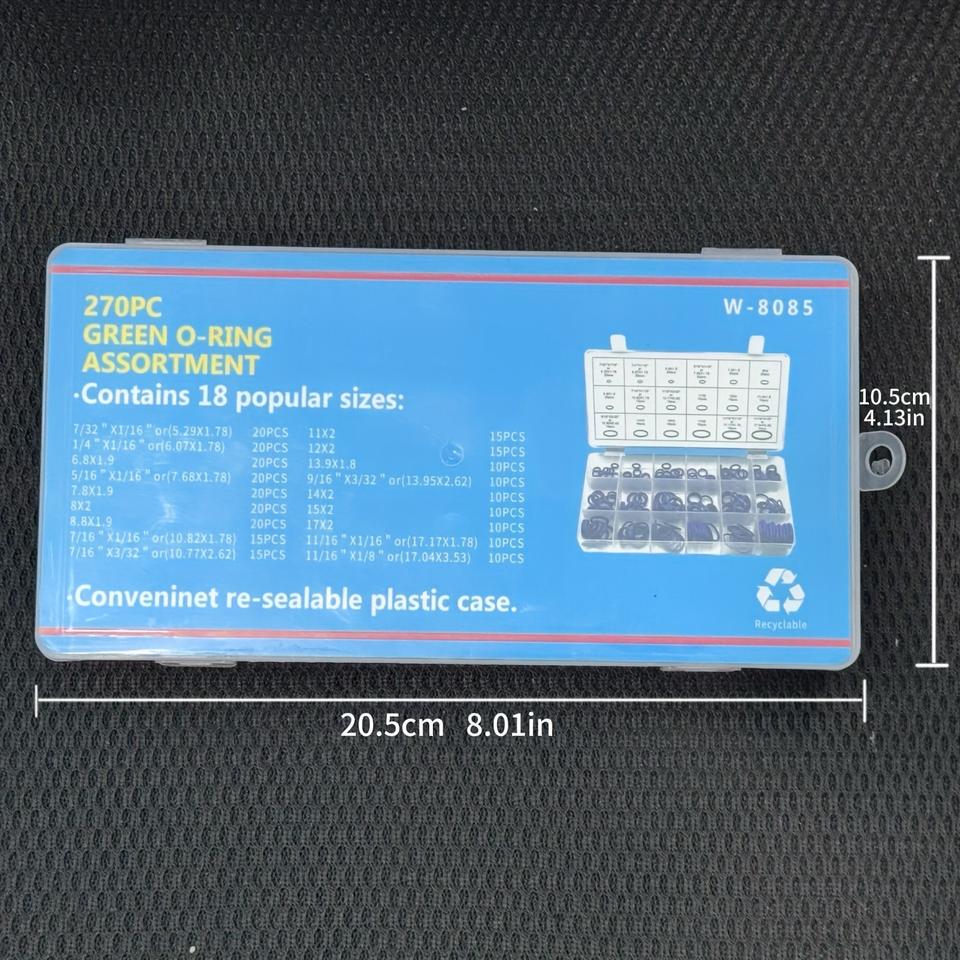 270PC
GREEN O-RING
ASSORTMENT
W-8085
·Contains 18 popular sizes:
7/32 " X1/16 " or(5.29X1.78) 20PCS 11X2 15PCS
1/4 " X1/16 " or(6.07X1.78) 20PCS 12X2 15PCS
6.8X1.9 20PCS 13.9X1.8 10PCS
5/16 " X1/16 " or(7.68X1.78) 20PCS 9/16 " X3/32 " or(13.95X2.62) 10PCS
7.8X1.9 20PCS 14X2 10PCS
8X2 20PCS 15X2 10PCS
8.8X1.9 20PCS 17X2 10PCS
7/16 " X1/16 " or(10.82X1.78) 15PCS 11/16 " X1/16 " or(17.17X1.78) 10PCS
7/16 " X3/32 " or(10.77X2.62) 15PCS 11/16 " X1/8 " or(17.04X3.53) 10PCS
·Conveninet re-sealable plastic case.
Recyclable
10.5cm
4.13in
20.5cm 8.01in